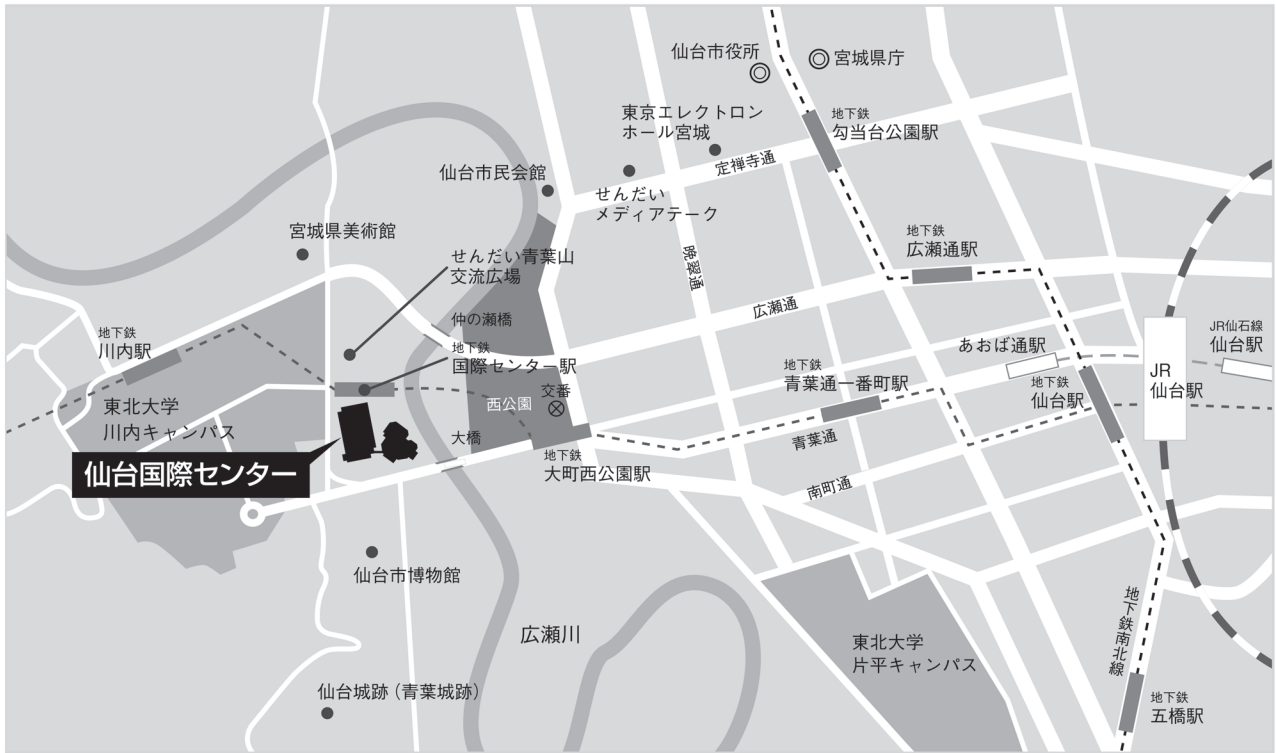 仙台市役所
宮城県庁
東京エレクトロン
ホール宮城
地下鉄
勾当台公園駅
定禅寺通
仙台市民会館
せんだい
メディアテーク
宮城県美術館
せんだい青葉山
交流広場
晩翠通
地下鉄
広瀬通駅
仲の瀬橋
広瀬通
地下鉄
川内駅
地下鉄
国際センター駅
あおば通駅
JR仙石線
仙台駅
地下鉄
青葉通一番町駅
地下鉄
仙台駅
JR
仙台駅
交番
西公園
東北大学
川内キャンパス
大橋
青葉通
仙台国際センター
地下鉄
大町西公園駅
南町通
仙台市博物館
広瀬川
地下鉄南北線
東北大学
片平キャンパス
仙台城跡（青葉城跡）
地下鉄
五橋駅